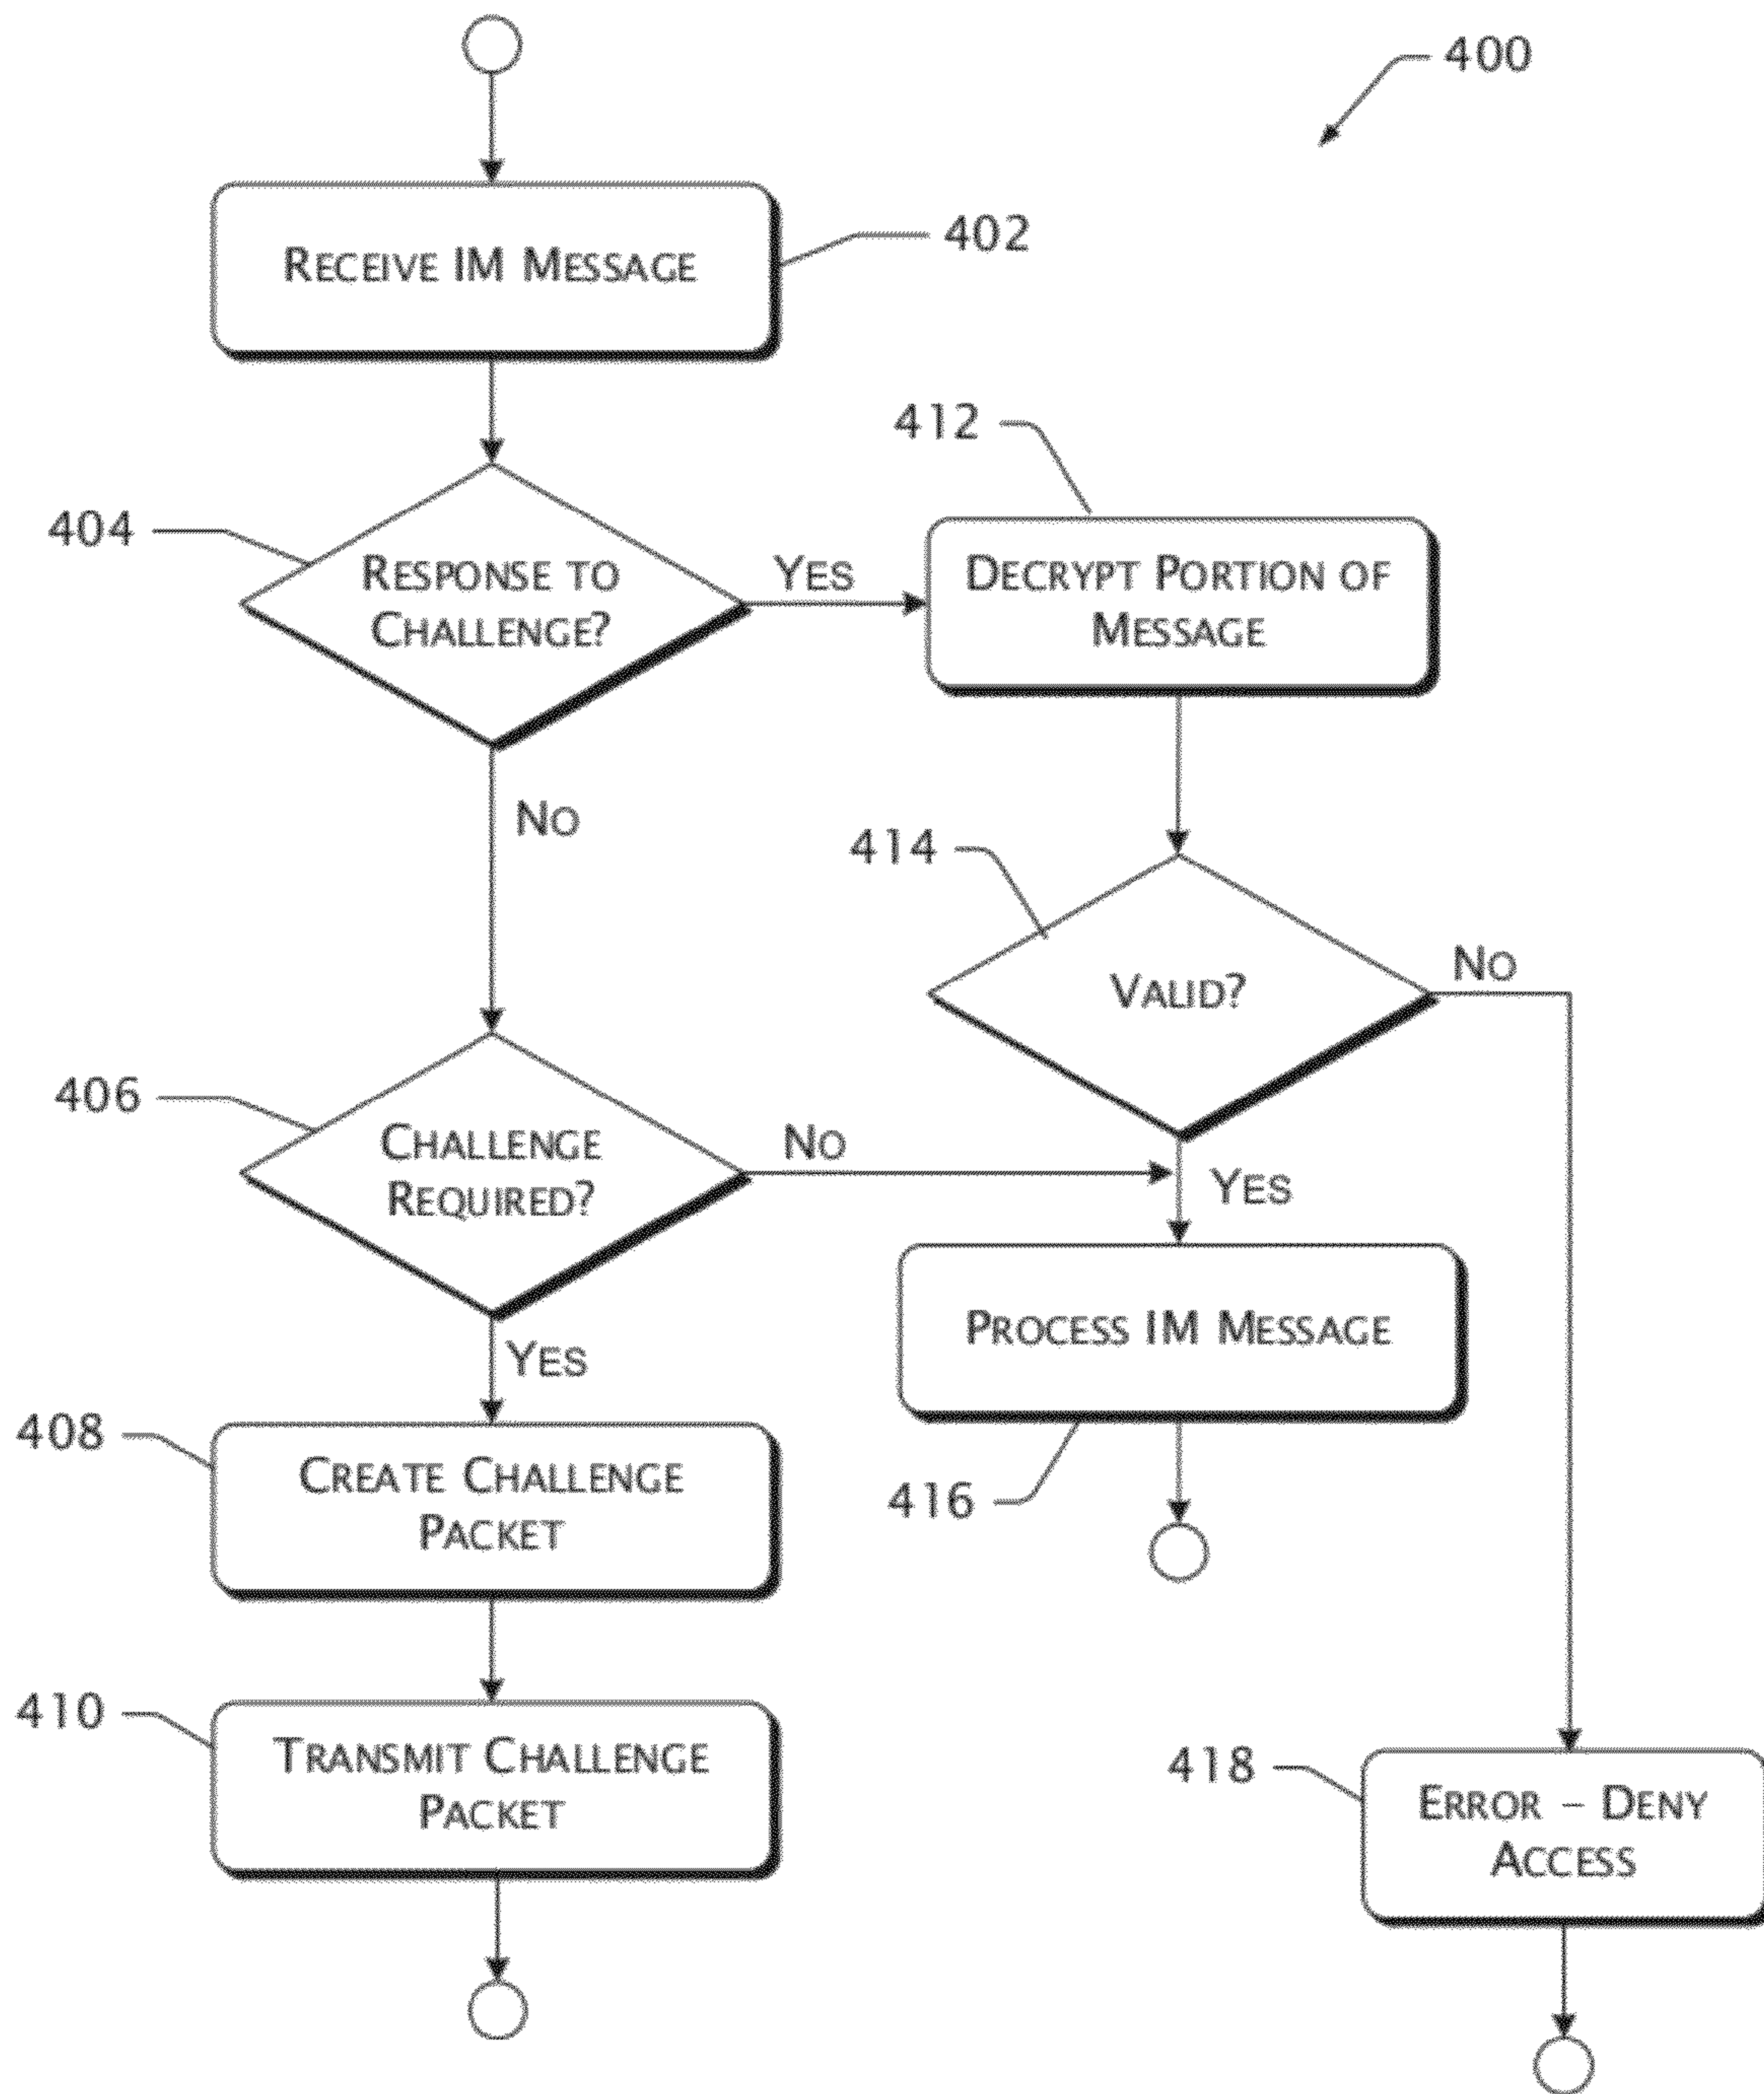 400
RECEIVE IM MESSAGE
402
412
404
RESPONSE TO
CHALLENGE?
YES
DECRYPT PORTION OF
MESSAGE
NO
414
VALID?
NO
406
CHALLENGE
REQUIRED?
NO
YES
PROCESS IM MESSAGE
YES
408
CREATE CHALLENGE
PACKET
416
410
TRANSMIT CHALLENGE
PACKET
418
ERROR – DENY
ACCESS